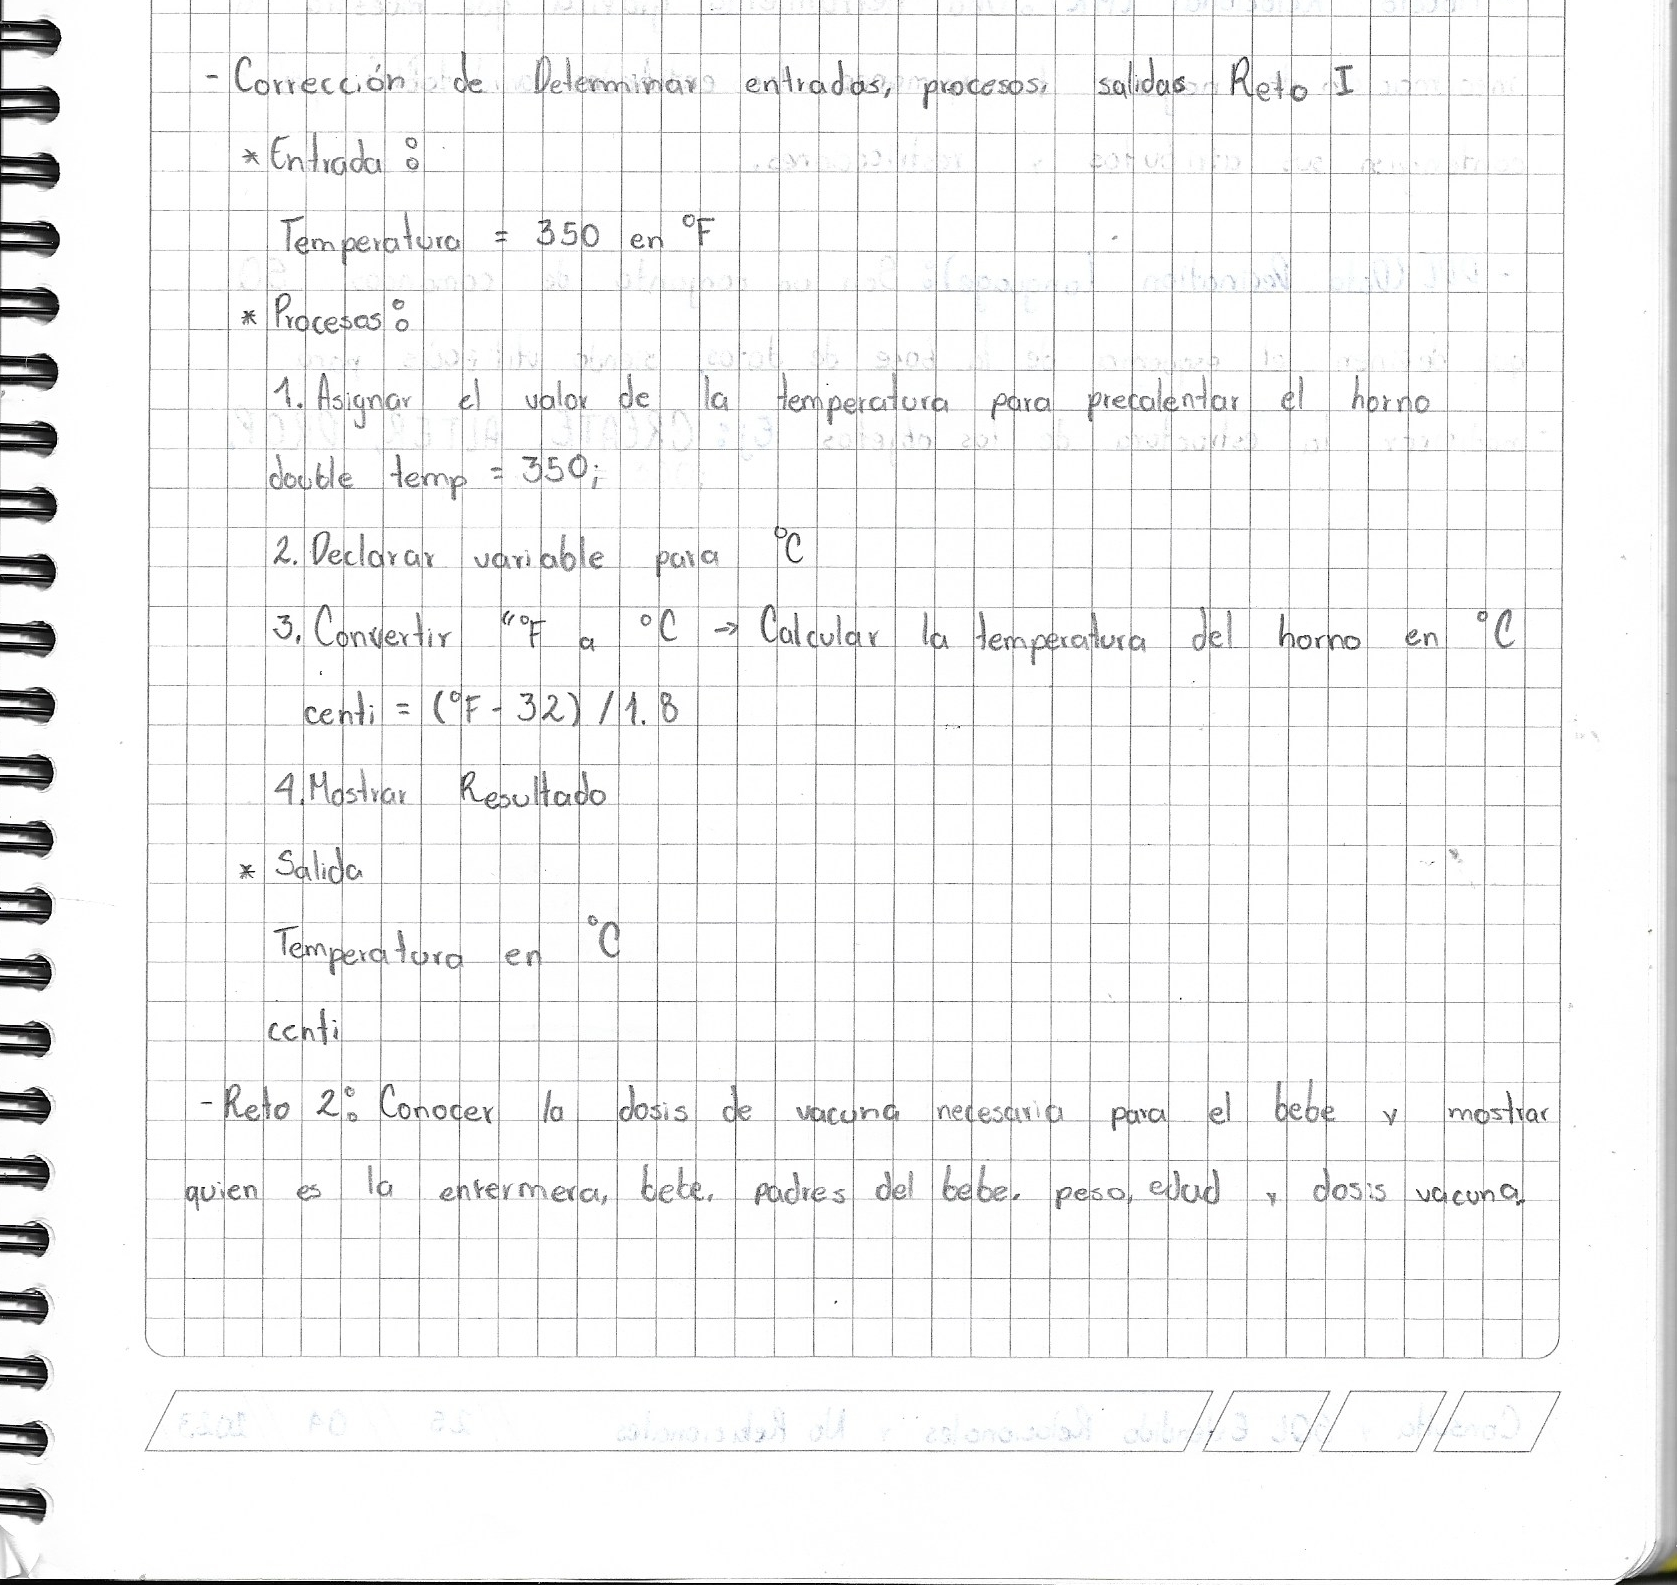 - Corrección de Determinar entradas, procesos, salidas Reto I
* Entrada:
Temperatura = 350 en °F
* Procesos:
1. Asignar el valor de la temperatura para precalentar el horno
double temp = 350;
2. Declarar variable para °C
3. Convertir "°F a °C → Calcular la temperatura del horno en °C
centi = (°F - 32) / 1.8
4. Mostrar Resultado
* Salida
Temperatura en °C
centi
- Reto 2: Conocer la dosis de vacuna necesaria para el bebe y mostrar
quien es la enfermera, bebe, padres del bebe, peso, edad y dosis vacuna.